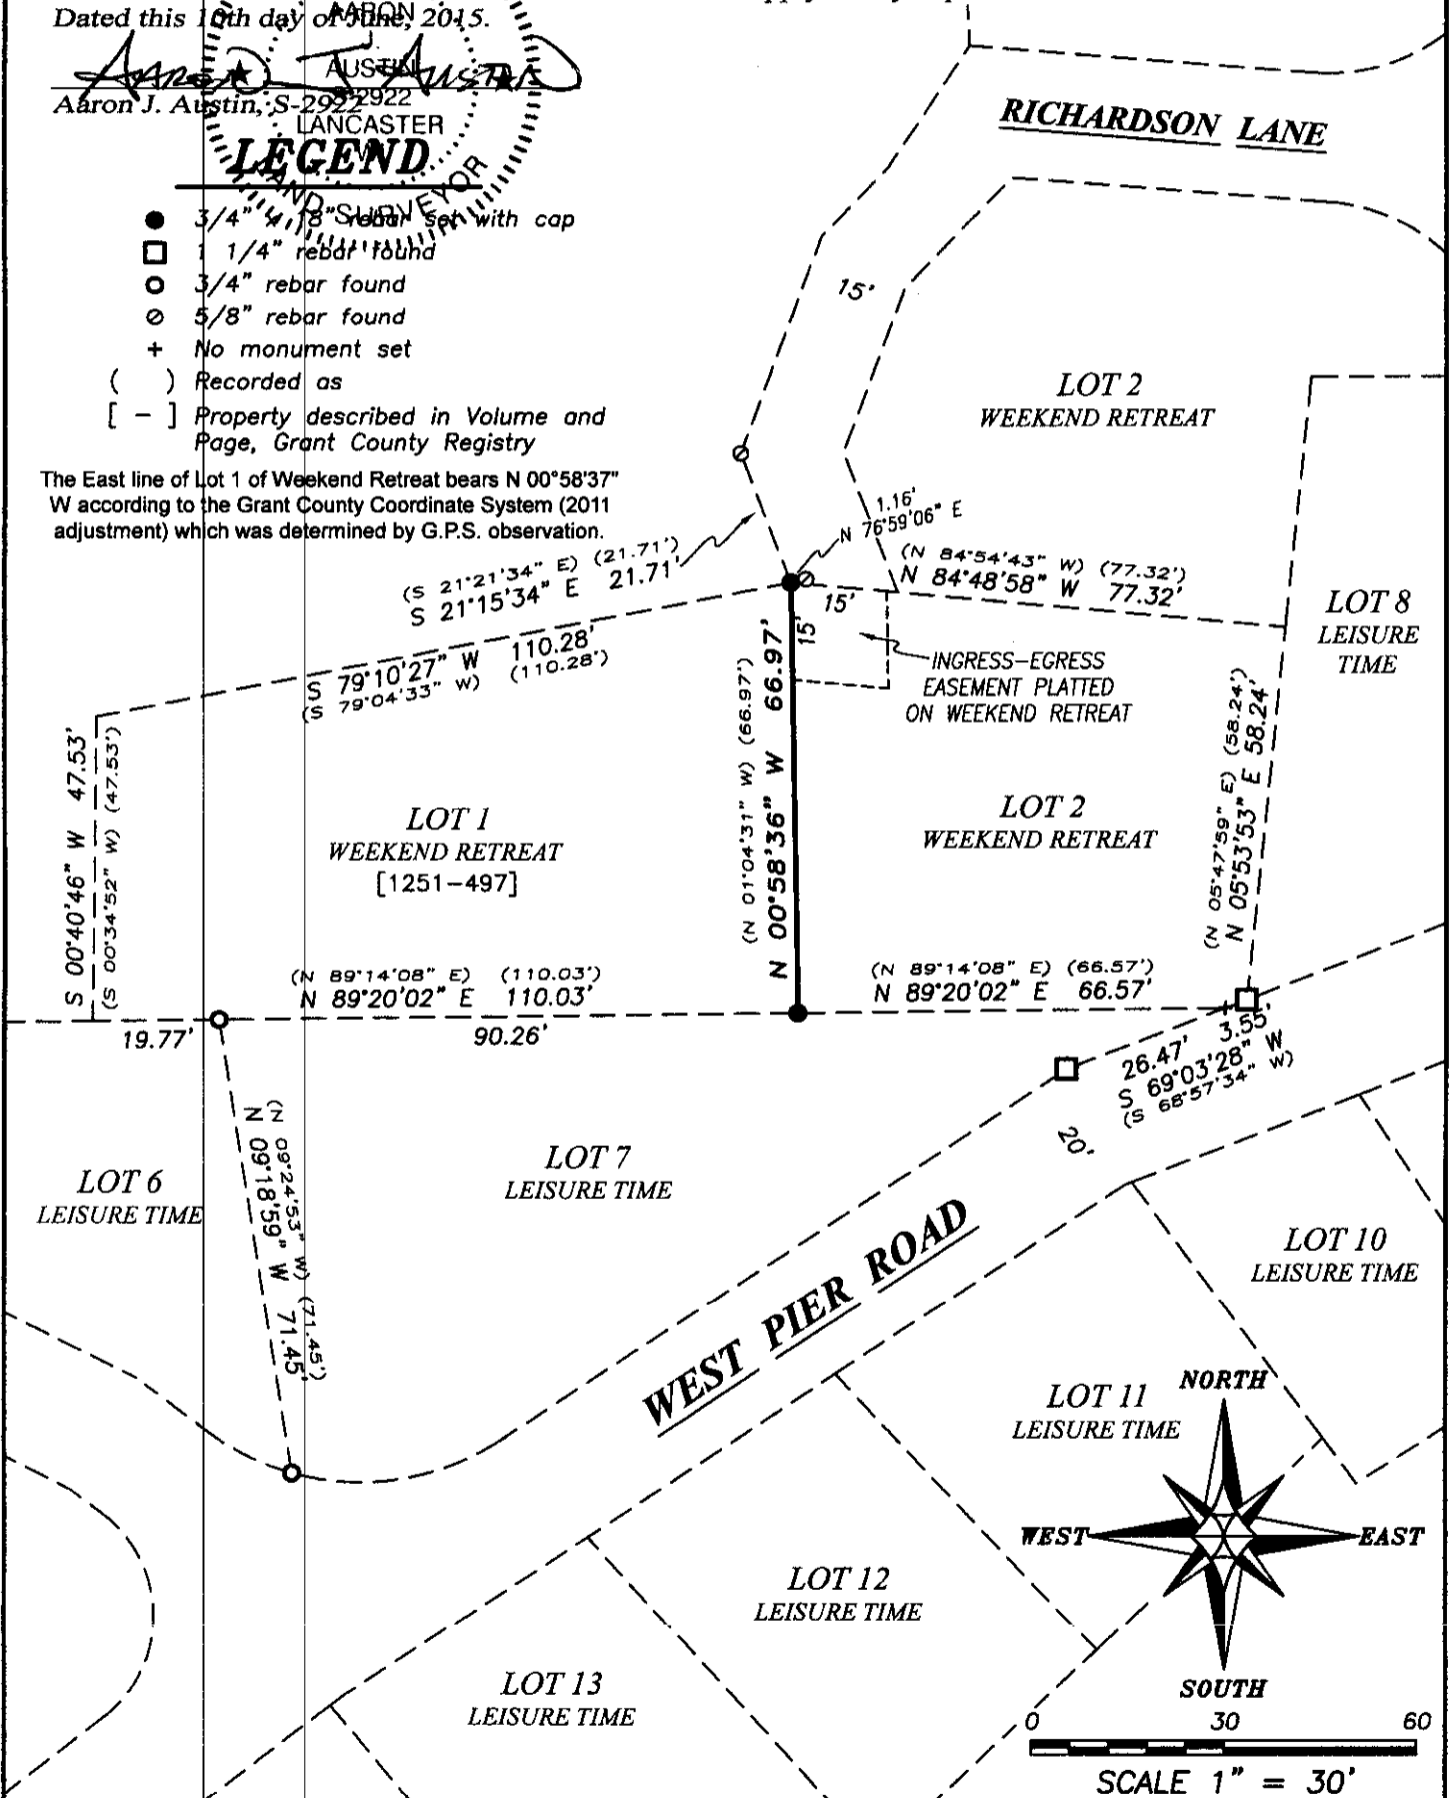 Dated this 10th day of June, 2015.
AARON
J.
AUSTIN
S-2922
LANCASTER
LAND SURVEYOR
Aaron J. Austin, S-2922
LEGEND
3/4" x 18" rebar set with cap
1 1/4" rebar found
3/4" rebar found
5/8" rebar found
+ No monument set
( ) Recorded as
[ - ] Property described in Volume and
Page, Grant County Registry
The East line of Lot 1 of Weekend Retreat bears N 00°58'37"
W according to the Grant County Coordinate System (2011
adjustment) which was determined by G.P.S. observation.
RICHARDSON LANE
15'
LOT 2
WEEKEND RETREAT
1.16'
N 76°59'06" E
(S 21°21'34" E) (21.71')
S 21°15'34" E 21.71'
(N 84°54'43" W) (77.32')
N 84°48'58" W 77.32'
15'
15'
LOT 8
LEISURE
TIME
S 79°10'27" W 110.28'
(S 79°04'33" W) (110.28')
INGRESS-EGRESS
EASEMENT PLATTED
ON WEEKEND RETREAT
S 00°40'46" W 47.53'
(S 00°34'52" W) (47.53')
LOT 1
WEEKEND RETREAT
[1251-497]
(N 01°04'31" W) (66.97')
N 00°58'36" W 66.97'
LOT 2
WEEKEND RETREAT
(N 05°47'59" E) (58.24')
N 05°53'53" E 58.24'
(N 89°14'08" E) (110.03')
N 89°20'02" E 110.03'
(N 89°14'08" E) (66.57')
N 89°20'02" E 66.57'
19.77'
90.26'
26.47' 3.55'
S 69°03'28" W
(S 68°57'34" W)
20'
(N 09°24'53" W) (71.45')
N 09°18'59" W 71.45'
LOT 6
LEISURE TIME
LOT 7
LEISURE TIME
WEST PIER ROAD
LOT 10
LEISURE TIME
LOT 11
LEISURE TIME
NORTH
WEST
EAST
SOUTH
LOT 12
LEISURE TIME
LOT 13
LEISURE TIME
0 30 60
SCALE 1" = 30'